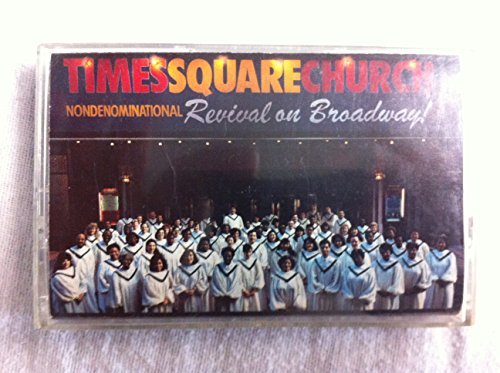 TIMESSQUARECHURCH
NONDENOMINATIONAL Revival on Broadway!